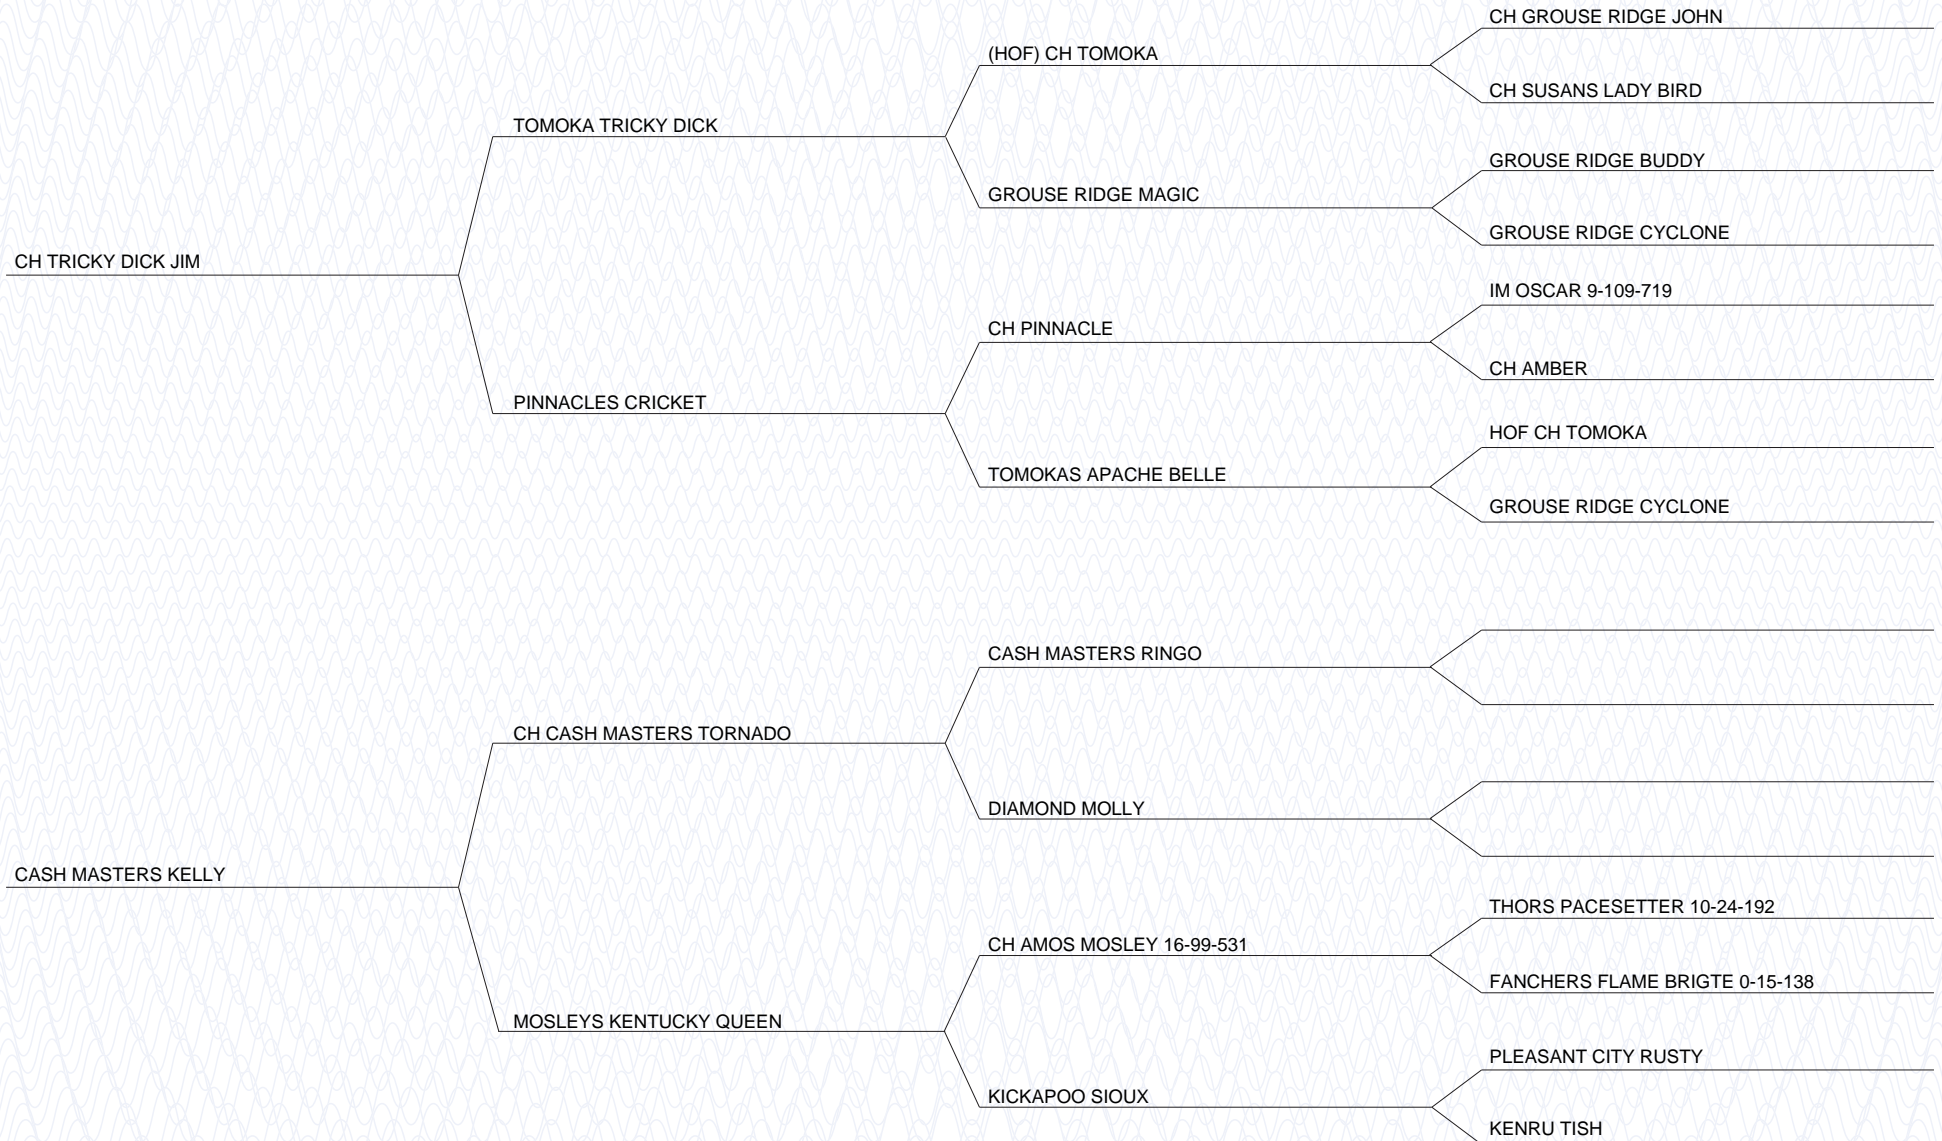 CH GROUSE RIDGE JOHN
(HOF) CH TOMOKA
CH SUSANS LADY BIRD
TOMOKA TRICKY DICK
GROUSE RIDGE BUDDY
GROUSE RIDGE MAGIC
GROUSE RIDGE CYCLONE
CH TRICKY DICK JIM
IM OSCAR 9-109-719
CH PINNACLE
CH AMBER
PINNACLES CRICKET
HOF CH TOMOKA
TOMOKAS APACHE BELLE
GROUSE RIDGE CYCLONE
CASH MASTERS RINGO
CH CASH MASTERS TORNADO
DIAMOND MOLLY
CASH MASTERS KELLY
THORS PACESETTER 10-24-192
CH AMOS MOSLEY 16-99-531
FANCHERS FLAME BRIGTE 0-15-138
MOSLEYS KENTUCKY QUEEN
PLEASANT CITY RUSTY
KICKAPOO SIOUX
KENRU TISH